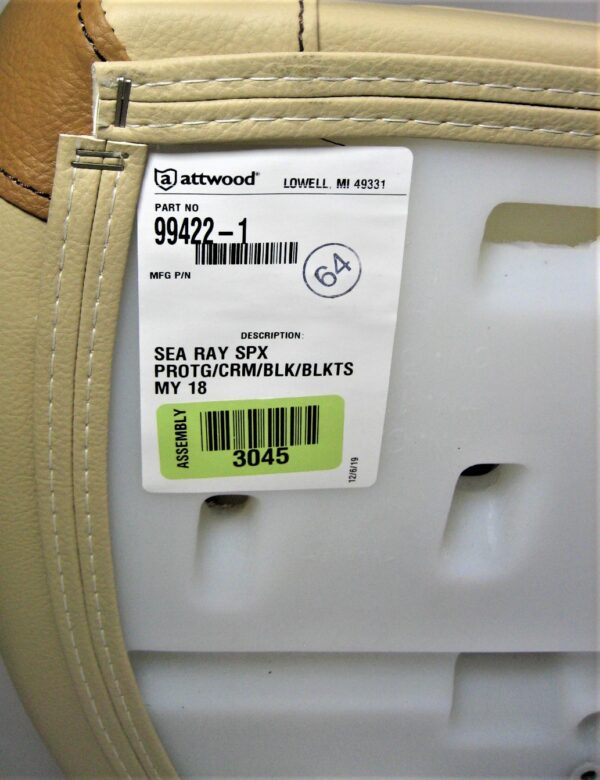 a attwood®
LOWELL, MI 49331
PART NO
99422-1
MFG P/N
64
DESCRIPTION:
SEA RAY SPX
PROTG/CRM/BLK/BLKTS
MY 18
ASSEMBLY
3045
12/6/19